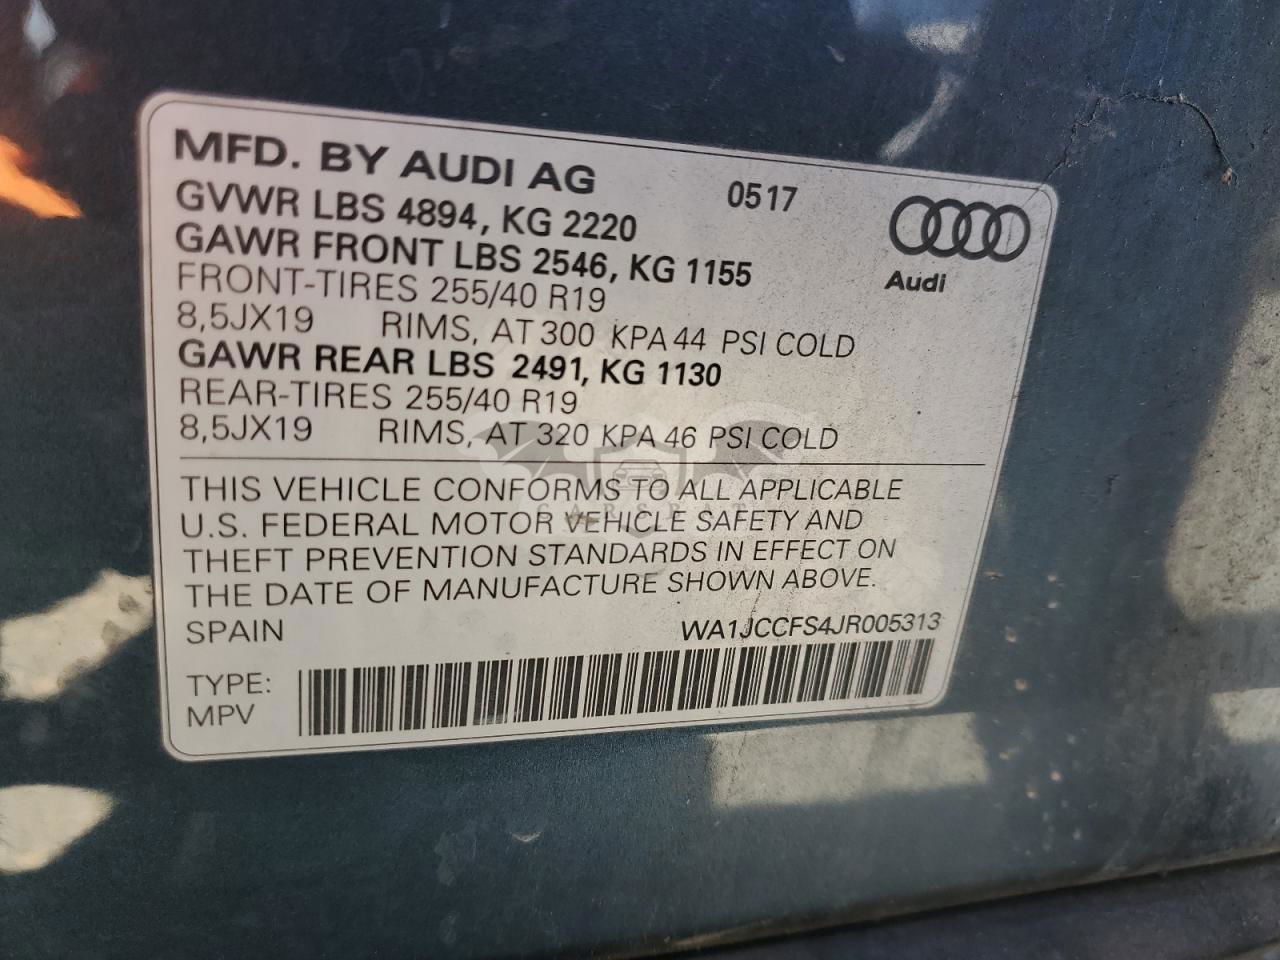 MFD. BY AUDI AG 0517
GVWR LBS 4894, KG 2220
GAWR FRONT LBS 2546, KG 1155
Audi
FRONT-TIRES 255/40 R19
8,5JX19 RIMS, AT 300 KPA 44 PSI COLD
GAWR REAR LBS 2491, KG 1130
REAR-TIRES 255/40 R19
8,5JX19 RIMS, AT 320 KPA 46 PSI COLD
THIS VEHICLE CONFORMS TO ALL APPLICABLE
U.S. FEDERAL MOTOR VEHICLE SAFETY AND
THEFT PREVENTION STANDARDS IN EFFECT ON
THE DATE OF MANUFACTURE SHOWN ABOVE.
SPAIN WA1JCCFS4JR005313
TYPE:
MPV